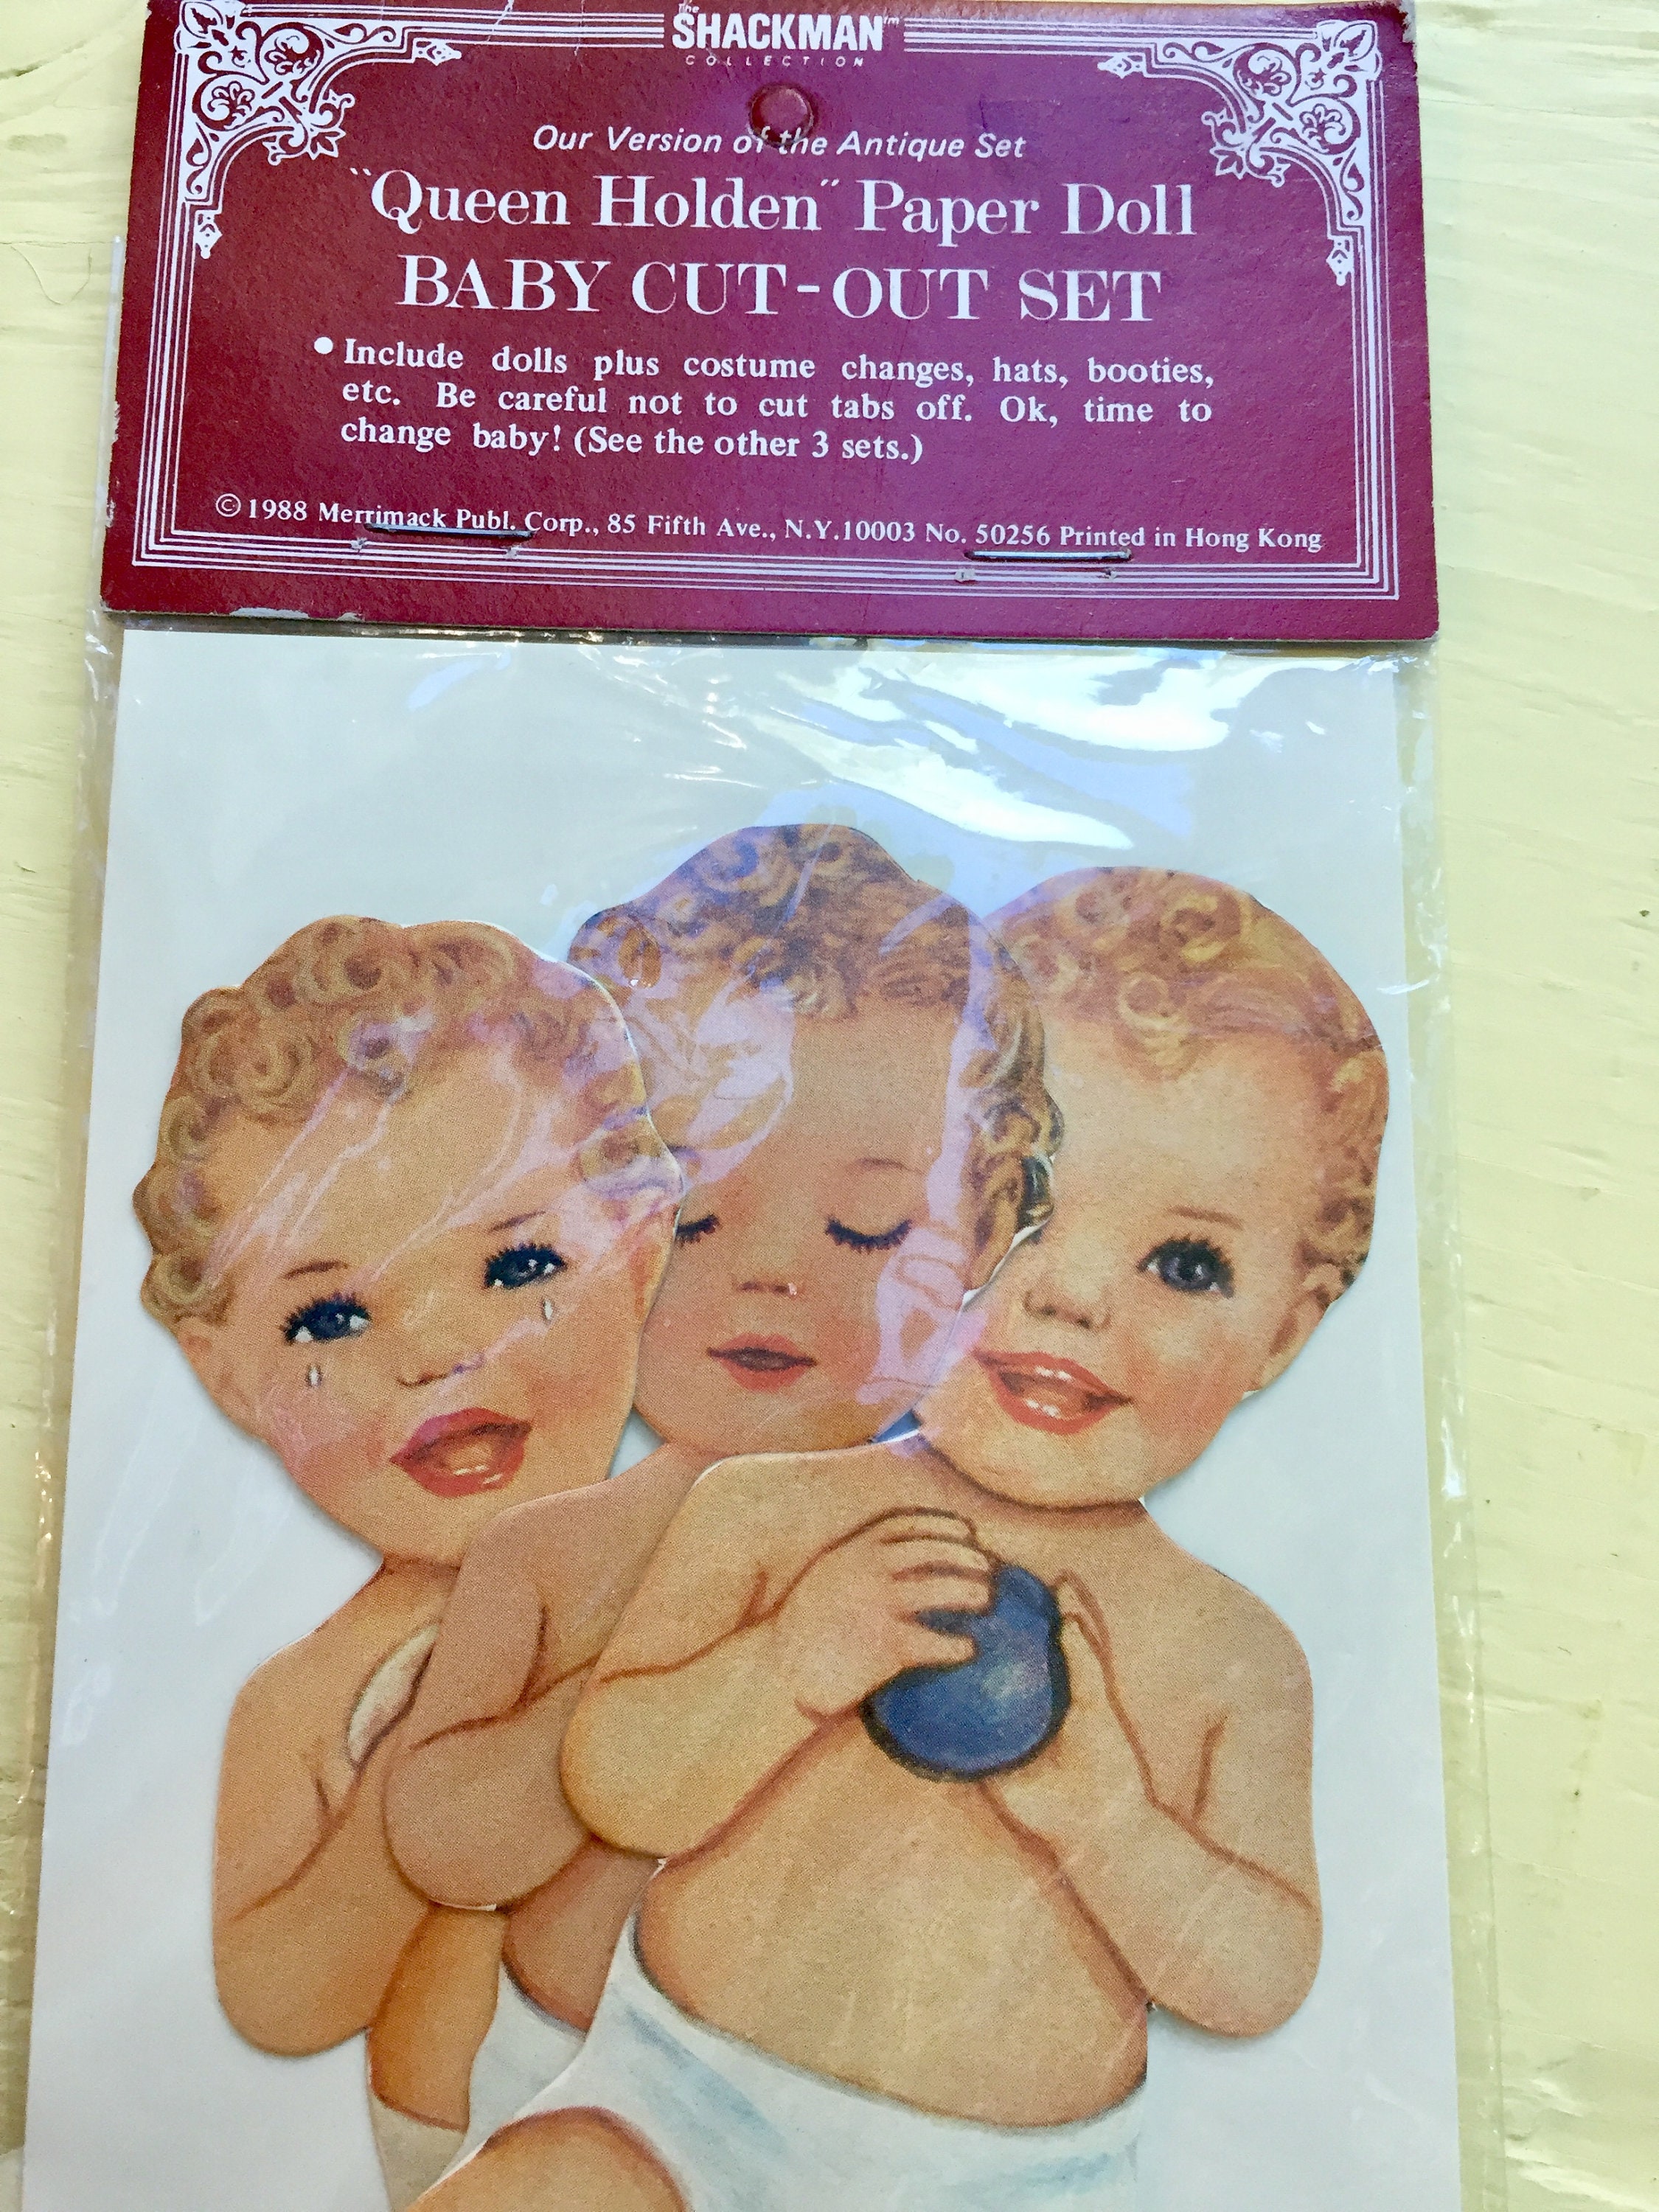 The
SHACKMAN™
COLLECTION
Our Version of the Antique Set
"Queen Holden" Paper Doll
BABY CUT-OUT SET
• Include dolls plus costume changes, hats, booties,
etc. Be careful not to cut tabs off. Ok, time to
change baby! (See the other 3 sets.)
©1988 Merrimack Publ. Corp., 85 Fifth Ave., N.Y.10003 No. 50256 Printed in Hong Kong